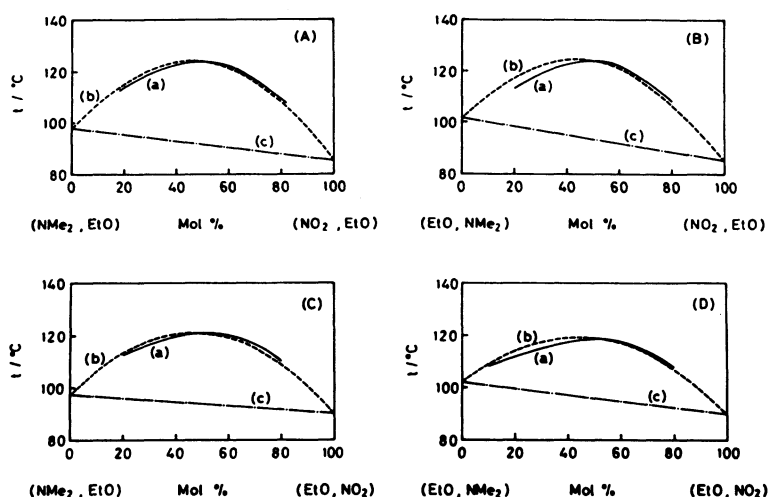 140
(A)
120
t / °C
(b)
(a)
100
(c)
80
0 20 40 60 80 100
(NMe₂, EtO) Mol % (NO₂, EtO)
140
(B)
120
t / °C
(b)
(a)
100
(c)
80
0 20 40 60 80 100
(EtO, NMe₂) Mol % (NO₂, EtO)
140
(C)
120
t / °C
(b)
(a)
100
(c)
80
0 20 40 60 80 100
(NMe₂, EtO) Mol % (EtO, NO₂)
140
(D)
120
t / °C
(b)
(a)
100
(c)
80
0 20 40 60 80 100
(EtO, NMe₂) Mol % (EtO, NO₂)